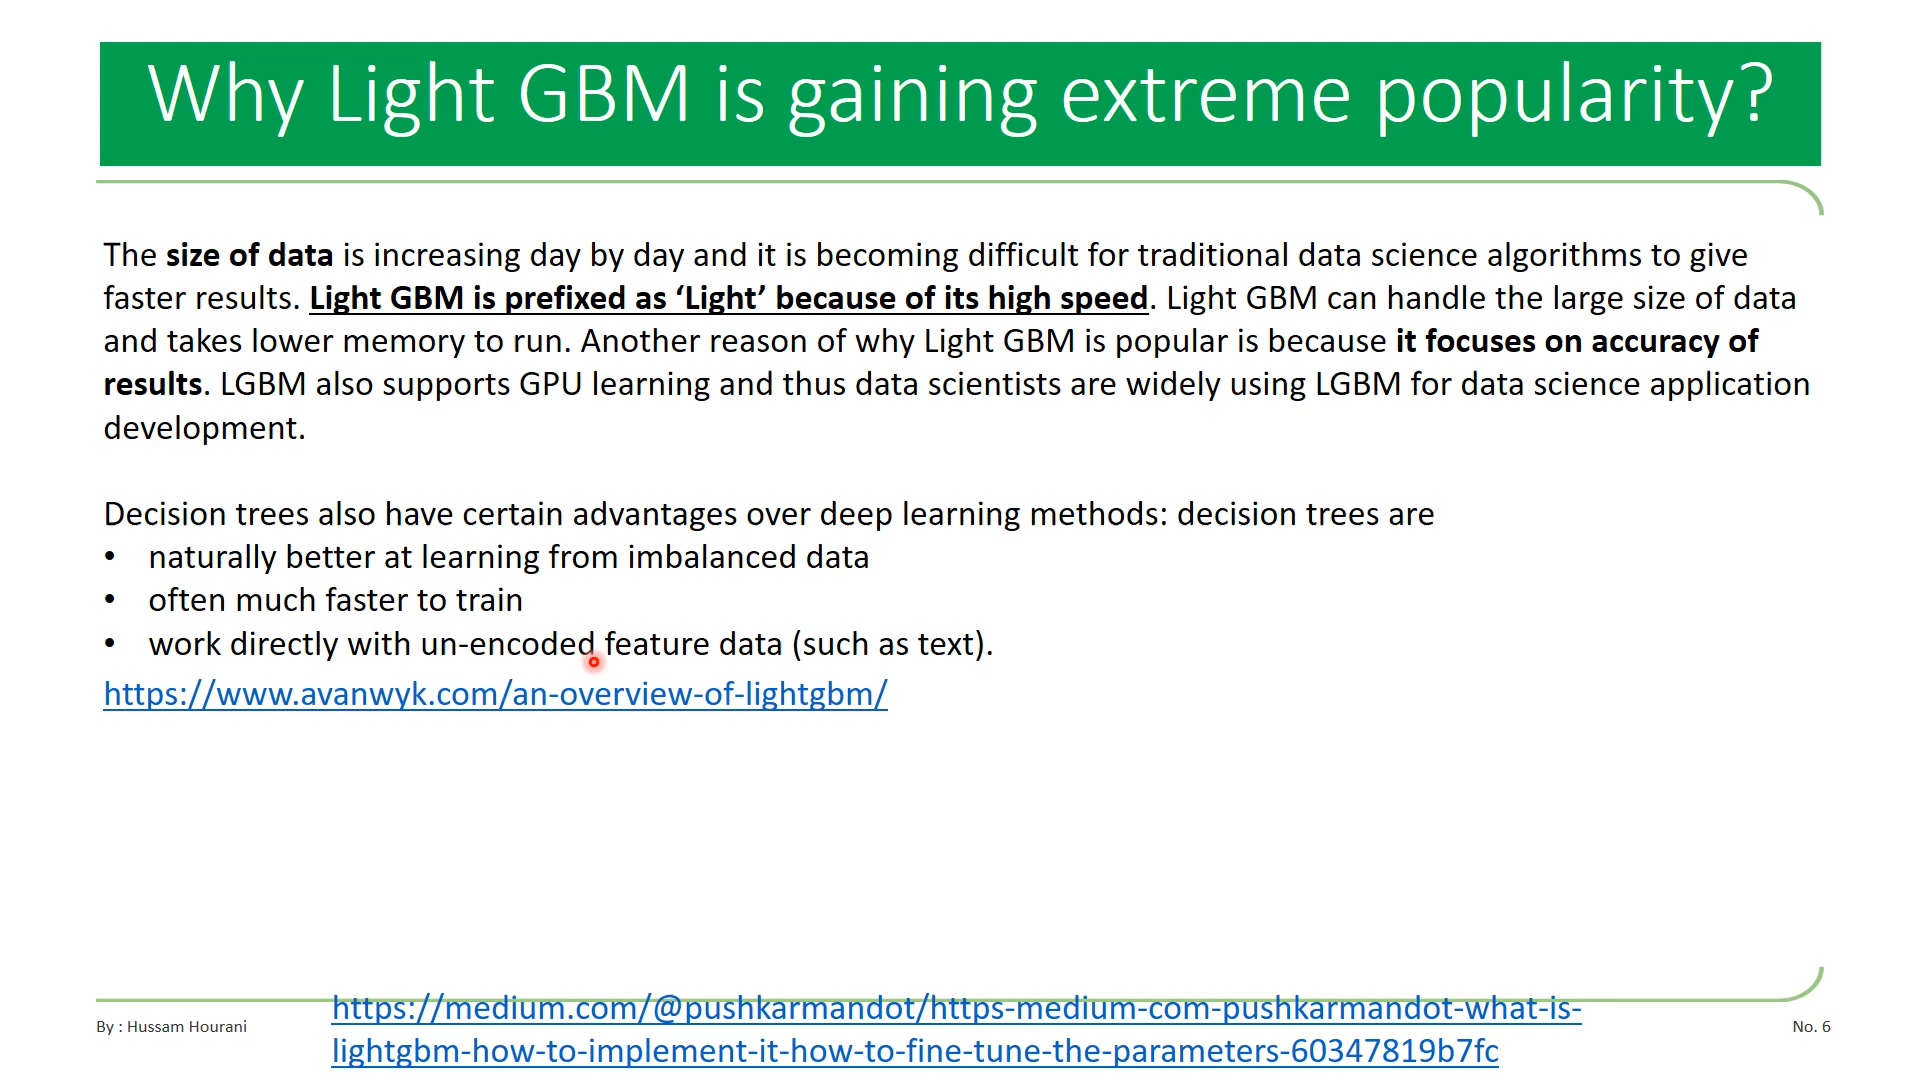 Why Light GBM is gaining extreme popularity?
The size of data is increasing day by day and it is becoming difficult for traditional data science algorithms to give
faster results. Light GBM is prefixed as ‘Light’ because of its high speed. Light GBM can handle the large size of data
and takes lower memory to run. Another reason of why Light GBM is popular is because it focuses on accuracy of
results. LGBM also supports GPU learning and thus data scientists are widely using LGBM for data science application
development.
Decision trees also have certain advantages over deep learning methods: decision trees are
• naturally better at learning from imbalanced data
• often much faster to train
• work directly with un-encoded feature data (such as text).
https://www.avanwyk.com/an-overview-of-lightgbm/
https://medium.com/@pushkarmandot/https-medium-com-pushkarmandot-what-is-
lightgbm-how-to-implement-it-how-to-fine-tune-the-parameters-60347819b7fc
By : Hussam Hourani
No. 6